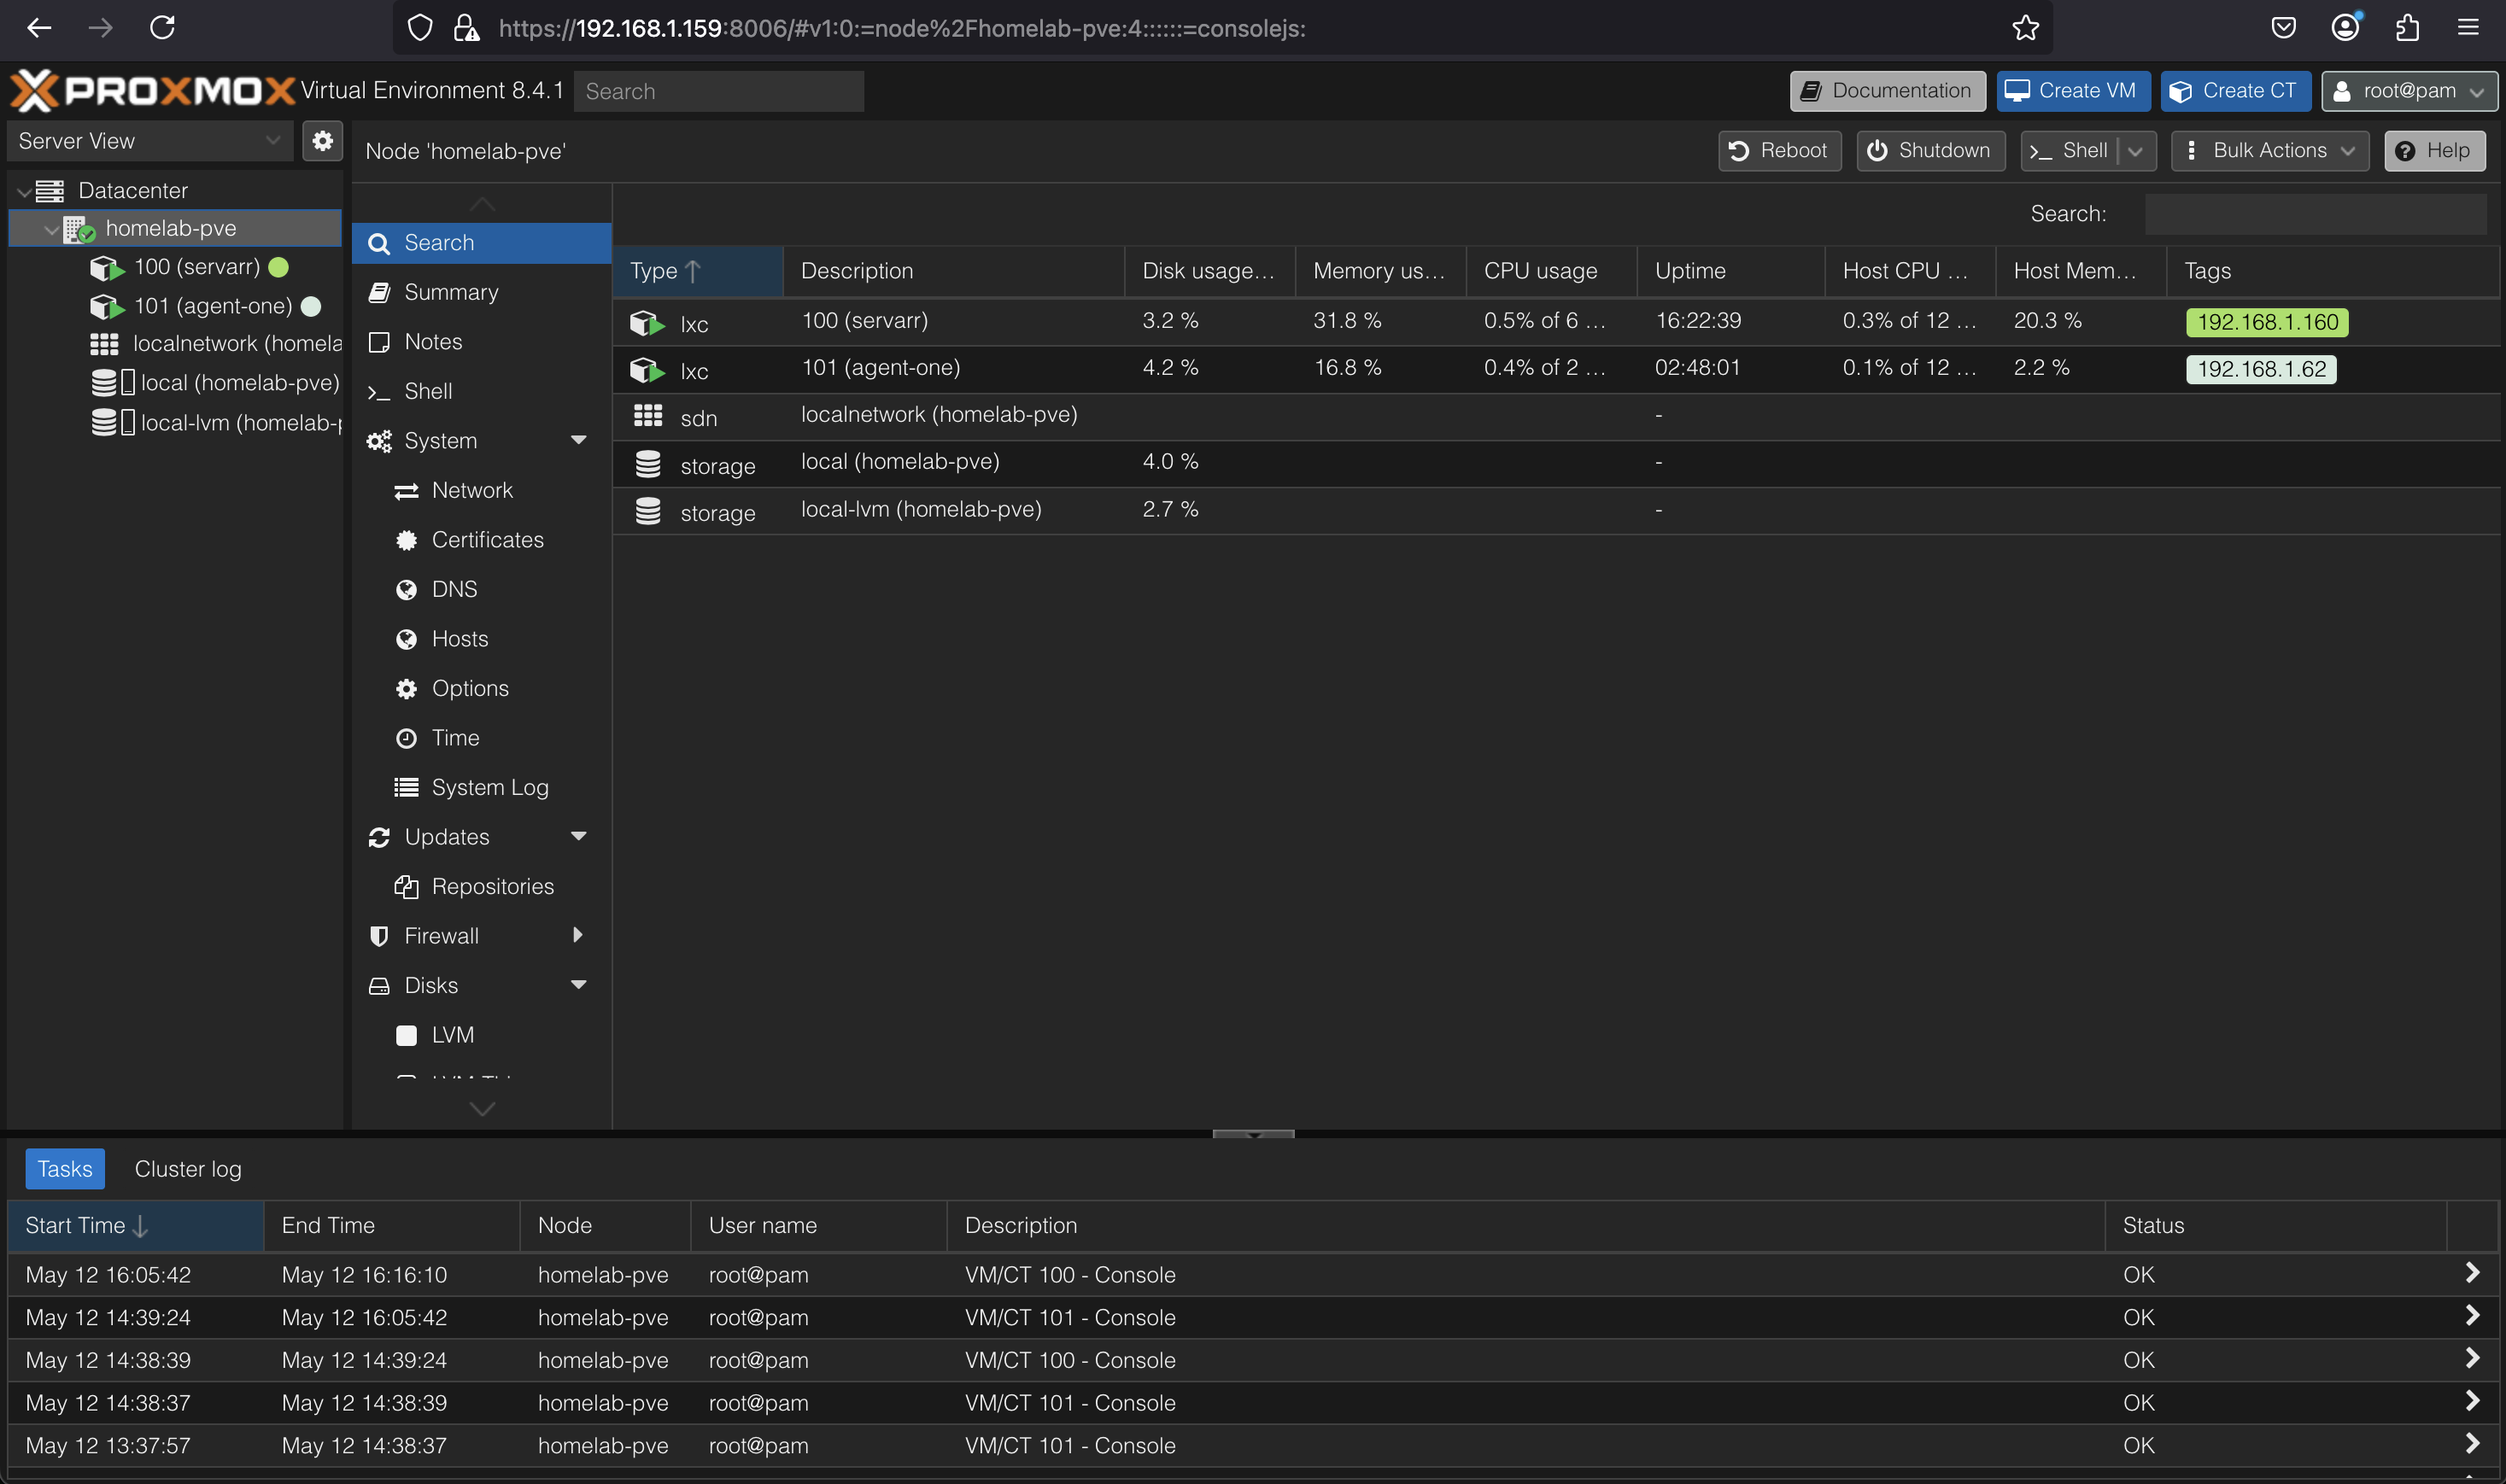 https://192.168.1.159:8006/#v1:0:=node%2Fhomelab-pve:4::::::=consolejs:
PROXMOX Virtual Environment 8.4.1 Search Documentation Create VM Create CT root@pam
Server View
Node 'homelab-pve' Reboot Shutdown >_ Shell Bulk Actions Help
Datacenter
homelab-pve
100 (servarr)
101 (agent-one)
localnetwork (homela
local (homelab-pve)
local-lvm (homelab-p
Search
Summary
Notes
>_ Shell
System
Network
Certificates
DNS
Hosts
Options
Time
System Log
Updates
Repositories
Firewall
Disks
LVM
Search:
Type Description Disk usage... Memory us... CPU usage Uptime Host CPU ... Host Mem... Tags
lxc 100 (servarr) 3.2 % 31.8 % 0.5% of 6 ... 16:22:39 0.3% of 12 ... 20.3 % 192.168.1.160
lxc 101 (agent-one) 4.2 % 16.8 % 0.4% of 2 ... 02:48:01 0.1% of 12 ... 2.2 % 192.168.1.62
sdn localnetwork (homelab-pve) -
storage local (homelab-pve) 4.0 % -
storage local-lvm (homelab-pve) 2.7 % -
Tasks Cluster log
Start Time End Time Node User name Description Status
May 12 16:05:42 May 12 16:16:10 homelab-pve root@pam VM/CT 100 - Console OK
May 12 14:39:24 May 12 16:05:42 homelab-pve root@pam VM/CT 101 - Console OK
May 12 14:38:39 May 12 14:39:24 homelab-pve root@pam VM/CT 100 - Console OK
May 12 14:38:37 May 12 14:38:39 homelab-pve root@pam VM/CT 101 - Console OK
May 12 13:37:57 May 12 14:38:37 homelab-pve root@pam VM/CT 101 - Console OK